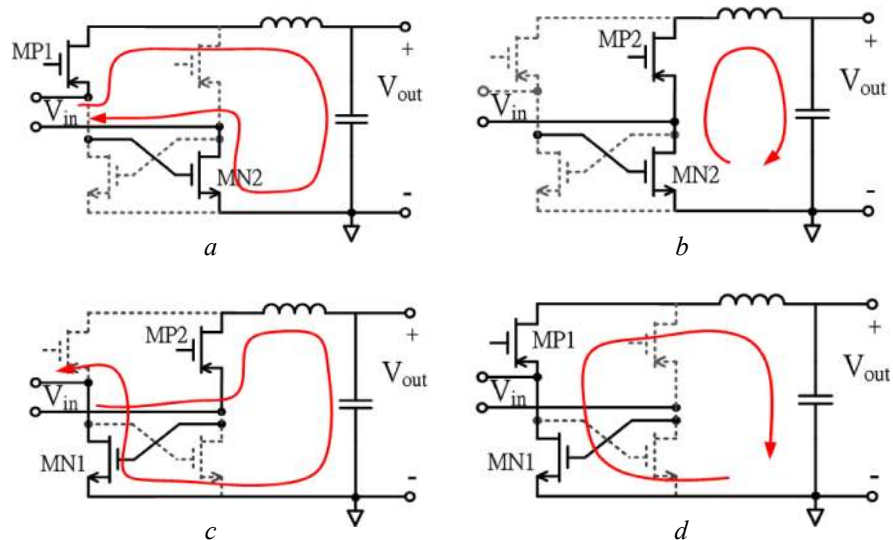 MP1
+
V_in
V_out
MN2
-
a
MP2
+
V_in
V_out
MN2
-
b
MP2
+
V_in
V_out
MN1
-
c
MP1
+
V_in
V_out
MN1
-
d